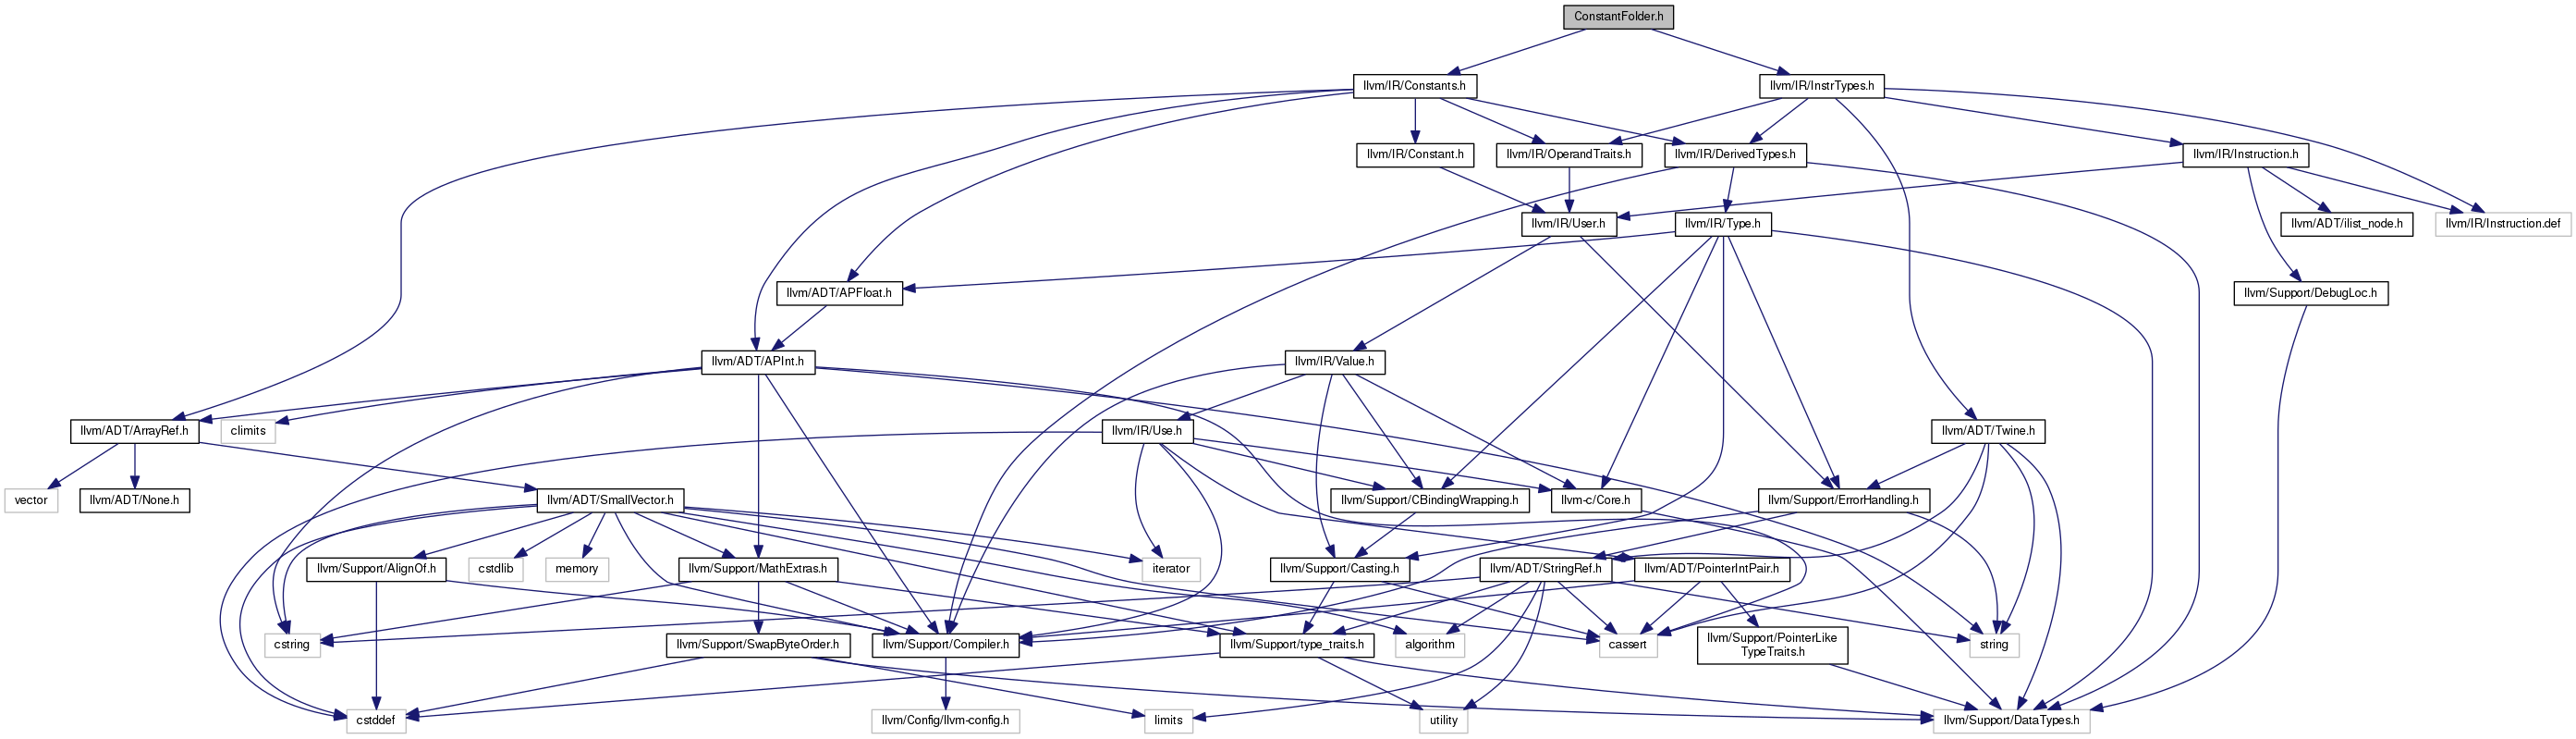 ConstantFolder.h
llvm/IR/Constants.h
llvm/IR/InstrTypes.h
llvm/IR/Constant.h
llvm/IR/OperandTraits.h
llvm/IR/DerivedTypes.h
llvm/IR/Instruction.h
llvm/IR/User.h
llvm/IR/Type.h
llvm/ADT/ilist_node.h
llvm/IR/Instruction.def
llvm/ADT/APFloat.h
llvm/Support/DebugLoc.h
llvm/ADT/APInt.h
llvm/IR/Value.h
llvm/ADT/ArrayRef.h
climits
llvm/IR/Use.h
llvm/ADT/Twine.h
vector
llvm/ADT/None.h
llvm/ADT/SmallVector.h
llvm/Support/CBindingWrapping.h
llvm-c/Core.h
llvm/Support/ErrorHandling.h
llvm/Support/AlignOf.h
cstdlib
memory
llvm/Support/MathExtras.h
iterator
llvm/Support/Casting.h
llvm/ADT/StringRef.h
llvm/ADT/PointerIntPair.h
cstring
llvm/Support/SwapByteOrder.h
llvm/Support/Compiler.h
llvm/Support/type_traits.h
algorithm
cassert
llvm/Support/PointerLike
TypeTraits.h
string
cstddef
llvm/Config/llvm-config.h
limits
utility
llvm/Support/DataTypes.h